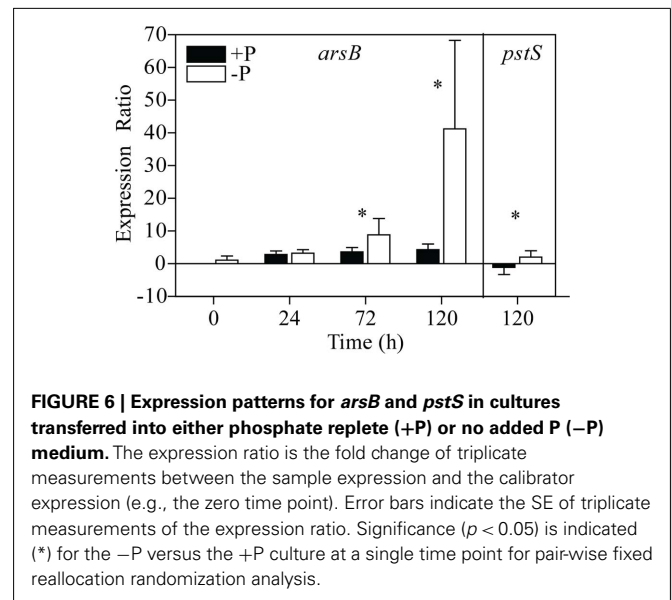 70
60
50
40
30
20
10
0
-10
Expression Ratio
+P
-P
arsB
pstS
*
*
*
0 24 72 120 120
Time (h)
FIGURE 6 | Expression patterns for arsB and pstS in cultures
transferred into either phosphate replete (+P) or no added P (−P)
medium. The expression ratio is the fold change of triplicate
measurements between the sample expression and the calibrator
expression (e.g., the zero time point). Error bars indicate the SE of triplicate
measurements of the expression ratio. Significance (p < 0.05) is indicated
(*) for the −P versus the +P culture at a single time point for pair-wise fixed
reallocation randomization analysis.